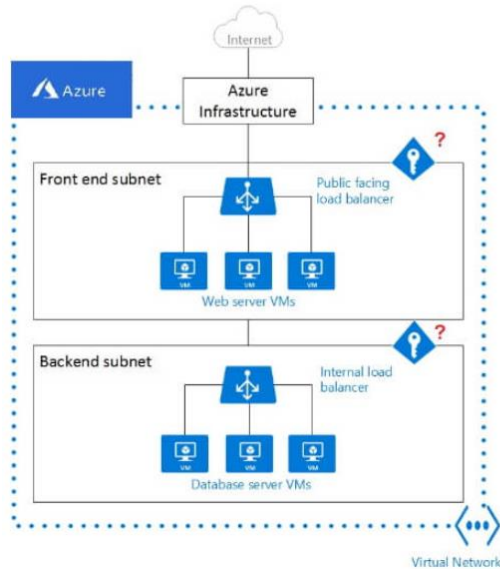 Internet
Azure
Azure
Infrastructure
?
Front end subnet
Public facing
load balancer
VM
VM
VM
Web server VMs
?
Backend subnet
Internal load
balancer
VM
VM
VM
Database server VMs
Virtual Network